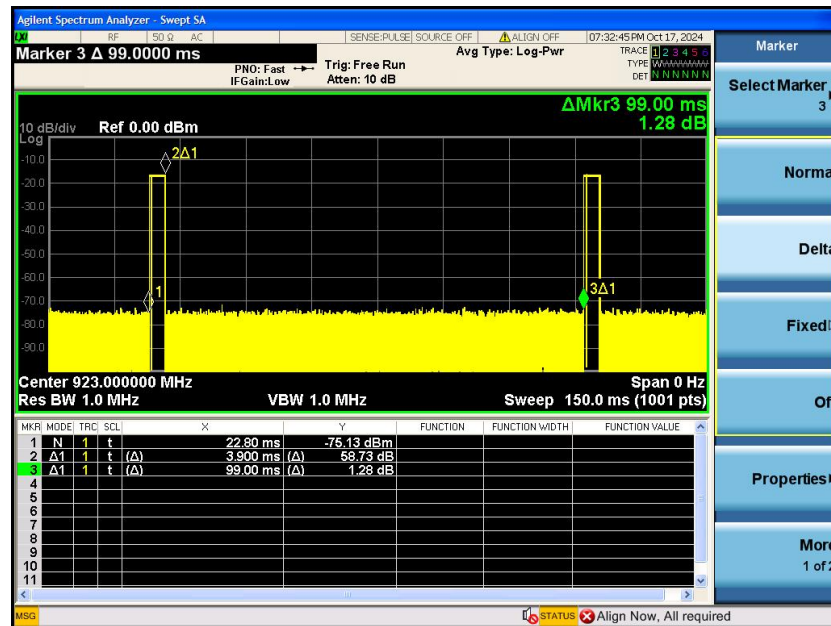 Agilent Spectrum Analyzer - Swept SA
LXI RF 50 Ω AC SENSE:PULSE SOURCE OFF ALIGN OFF 07:32:45 PM Oct 17, 2024
Marker 3 Δ 99.0000 ms
PNO: Fast
IFGain:Low
Trig: Free Run
Atten: 10 dB
Avg Type: Log-Pwr
TRACE 1 2 3 4 5 6
TYPE
DET N N N N N N
ΔMkr3 99.00 ms
1.28 dB
10 dB/div Ref 0.00 dBm
Log
-10.0
-20.0
-30.0
-40.0
-50.0
-60.0
-70.0
-80.0
-90.0
2Δ1
1
3Δ1
Center 923.000000 MHz Span 0 Hz
Res BW 1.0 MHz VBW 1.0 MHz Sweep 150.0 ms (1001 pts)
MKR MODE TRC SCL X Y FUNCTION FUNCTION WIDTH FUNCTION VALUE
1 N 1 t 22.80 ms -75.13 dBm
2 Δ1 1 t (Δ) 3.900 ms (Δ) 58.73 dB
3 Δ1 1 t (Δ) 99.00 ms (Δ) 1.28 dB
4
5
6
7
8
9
10
11
MSG STATUS Align Now, All required
Marker
Select Marker
3
Norma
Delta
Fixed
Of
Properties
More
1 of 2